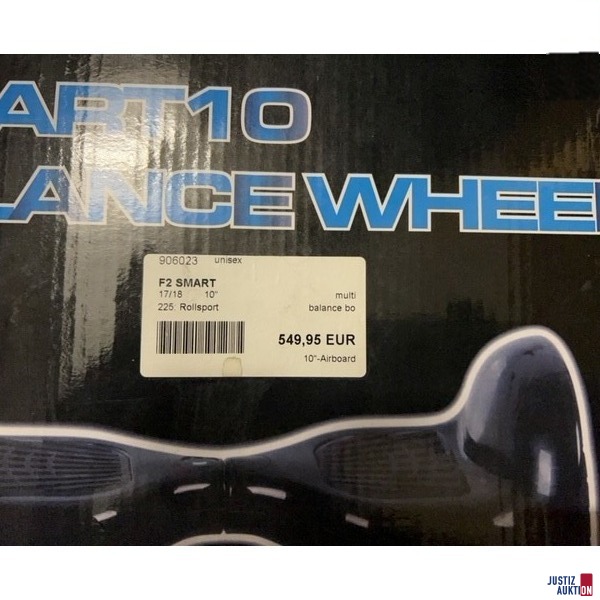 ART10
LANCE WHEE
906023 unisex
F2 SMART
17/18 10" multi
225 Rollsport balance bo
549,95 EUR
10"-Airboard
JUSTIZ
AUKTION